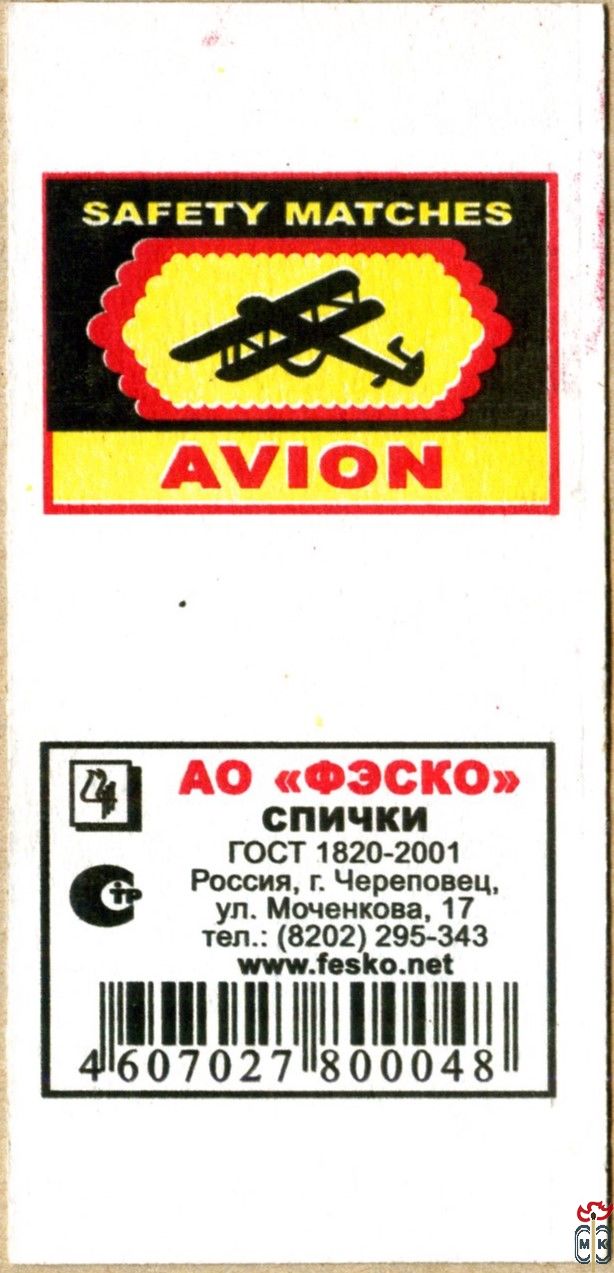 SAFETY MATCHES
AVION
АО «ФЭСКО»
СПИЧКИ
ГОСТ 1820-2001
Россия, г. Череповец,
ул. Моченкова, 17
тел.: (8202) 295-343
www.fesko.net
4 607027 800048
М К